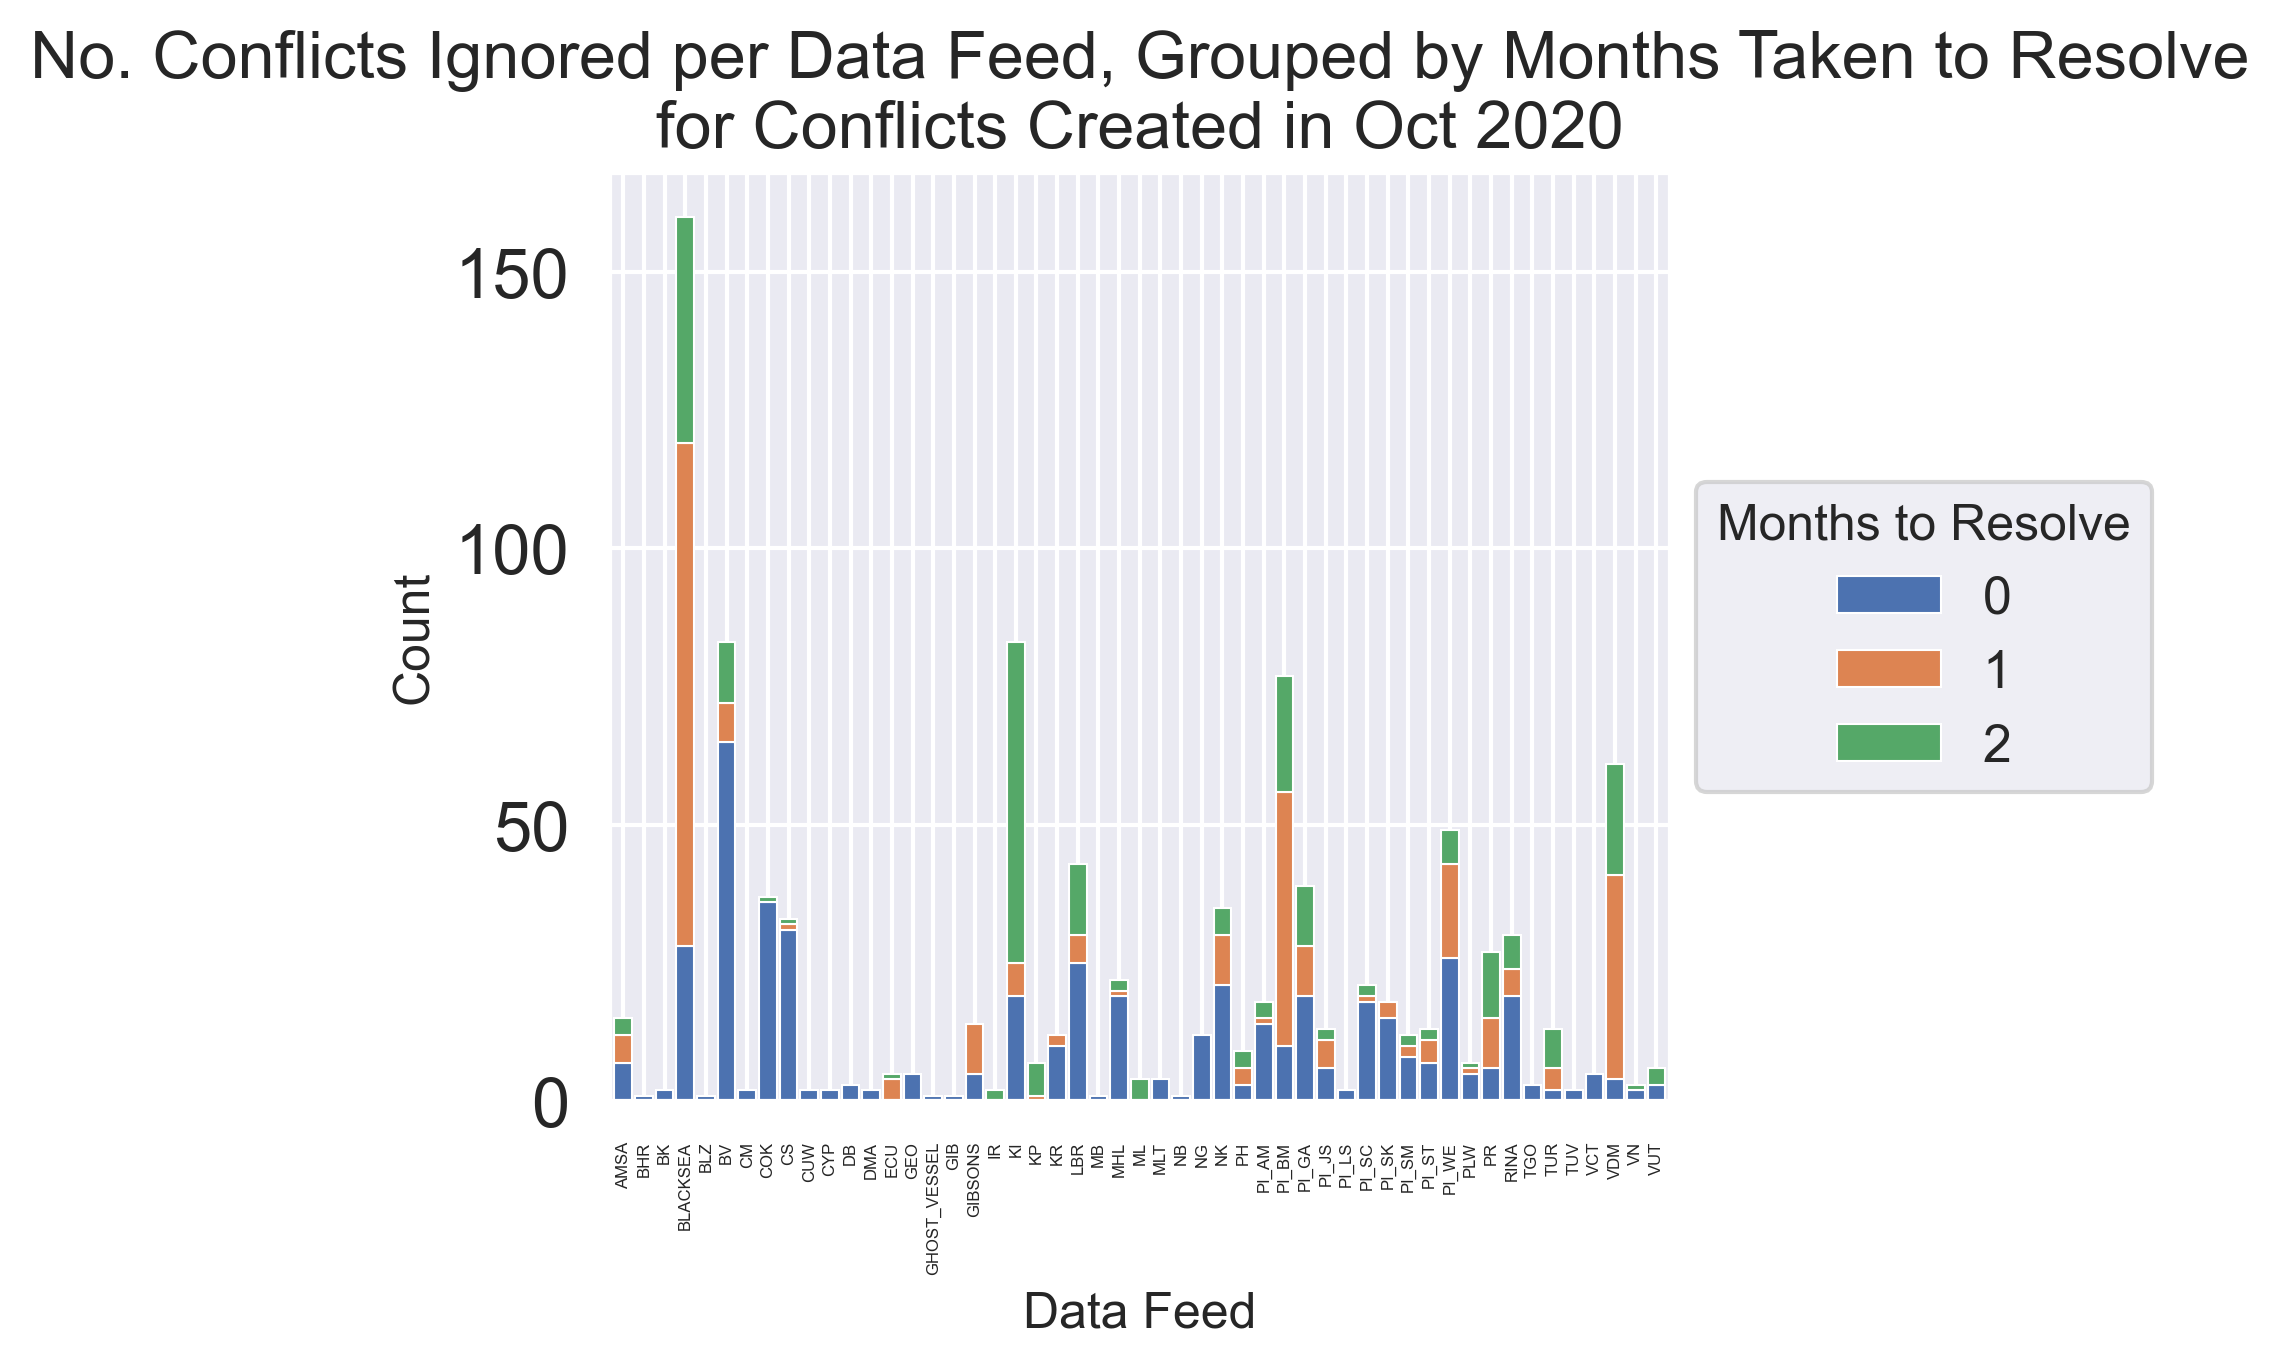 No. Conflicts Ignored per Data Feed, Grouped by Months Taken to Resolve
for Conflicts Created in Oct 2020
150
100
50
0
Count
AMSA
BHR
BK
BLACKSEA
BLZ
BV
CM
COK
CS
CUW
CYP
DB
DMA
ECU
GEO
GHOST_VESSEL
GIB
GIBSONS
IR
KI
KP
KR
LBR
MB
MHL
ML
MLT
NB
NG
NK
PH
PI_AM
PI_BM
PI_GA
PI_JS
PI_LS
PI_SC
PI_SK
PI_SM
PI_ST
PI_WE
PLW
PR
RINA
TGO
TUR
TUV
VCT
VDM
VN
VUT
Data Feed
Months to Resolve
0
1
2